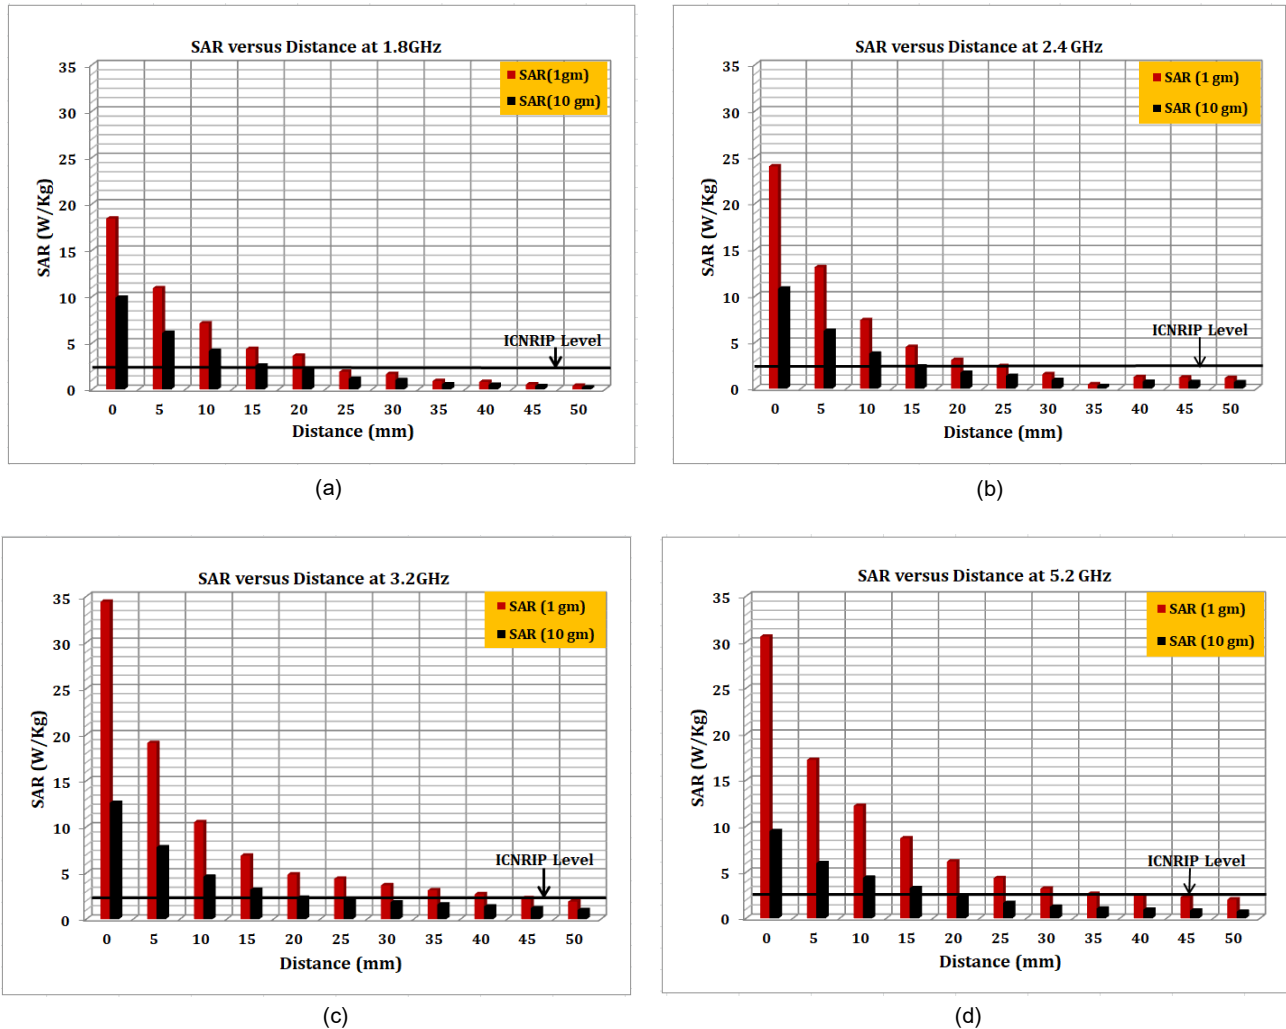 SAR versus Distance at 1.8GHz
SAR(1gm)
SAR(10 gm)
SAR (W/Kg)
35
30
25
20
15
10
5
0
ICNRIP Level
0 5 10 15 20 25 30 35 40 45 50
Distance (mm)
(a)
SAR versus Distance at 2.4 GHz
SAR (1 gm)
SAR (10 gm)
SAR (W/Kg)
35
30
25
20
15
10
5
0
ICNRIP Level
0 5 10 15 20 25 30 35 40 45 50
Distance (mm)
(b)
SAR versus Distance at 3.2GHz
SAR (1 gm)
SAR (10 gm)
SAR (W/Kg)
35
30
25
20
15
10
5
0
ICNRIP Level
0 5 10 15 20 25 30 35 40 45 50
Distance (mm)
(c)
SAR versus Distance at 5.2 GHz
SAR (1 gm)
SAR (10 gm)
SAR (W/Kg)
35
30
25
20
15
10
5
0
ICNRIP Level
0 5 10 15 20 25 30 35 40 45 50
Distance (mm)
(d)